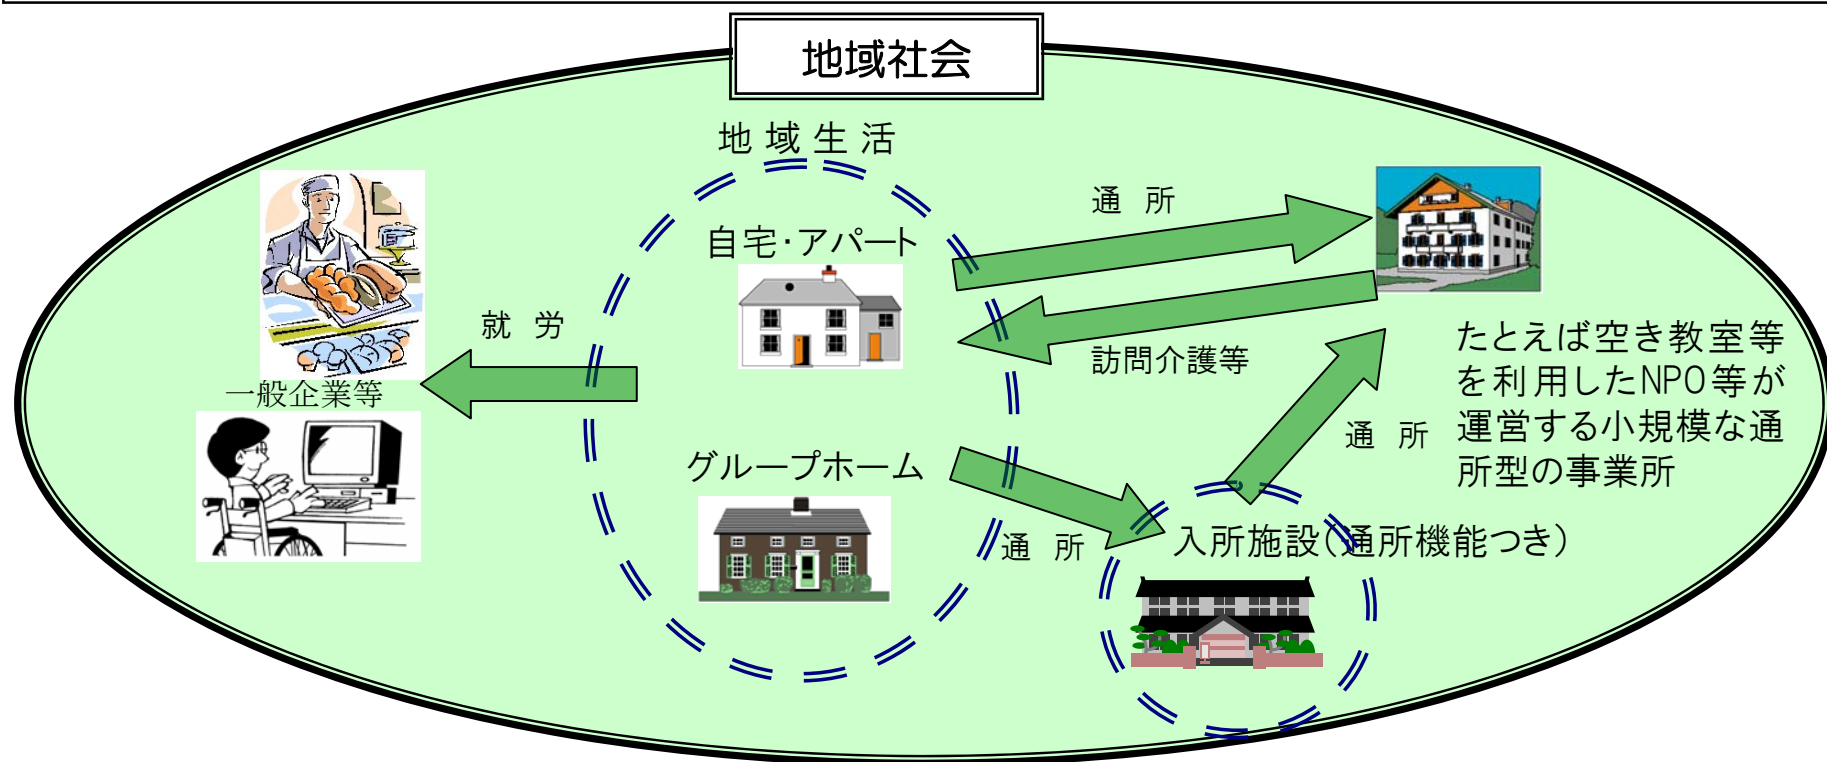 地域社会
地域生活
自宅・アパート
通所
訪問介護等
就労
一般企業等
たとえば空き教室等
を利用したNPO等が
運営する小規模な通
所型の事業所
通所
グループホーム
通所
入所施設(通所機能つき)